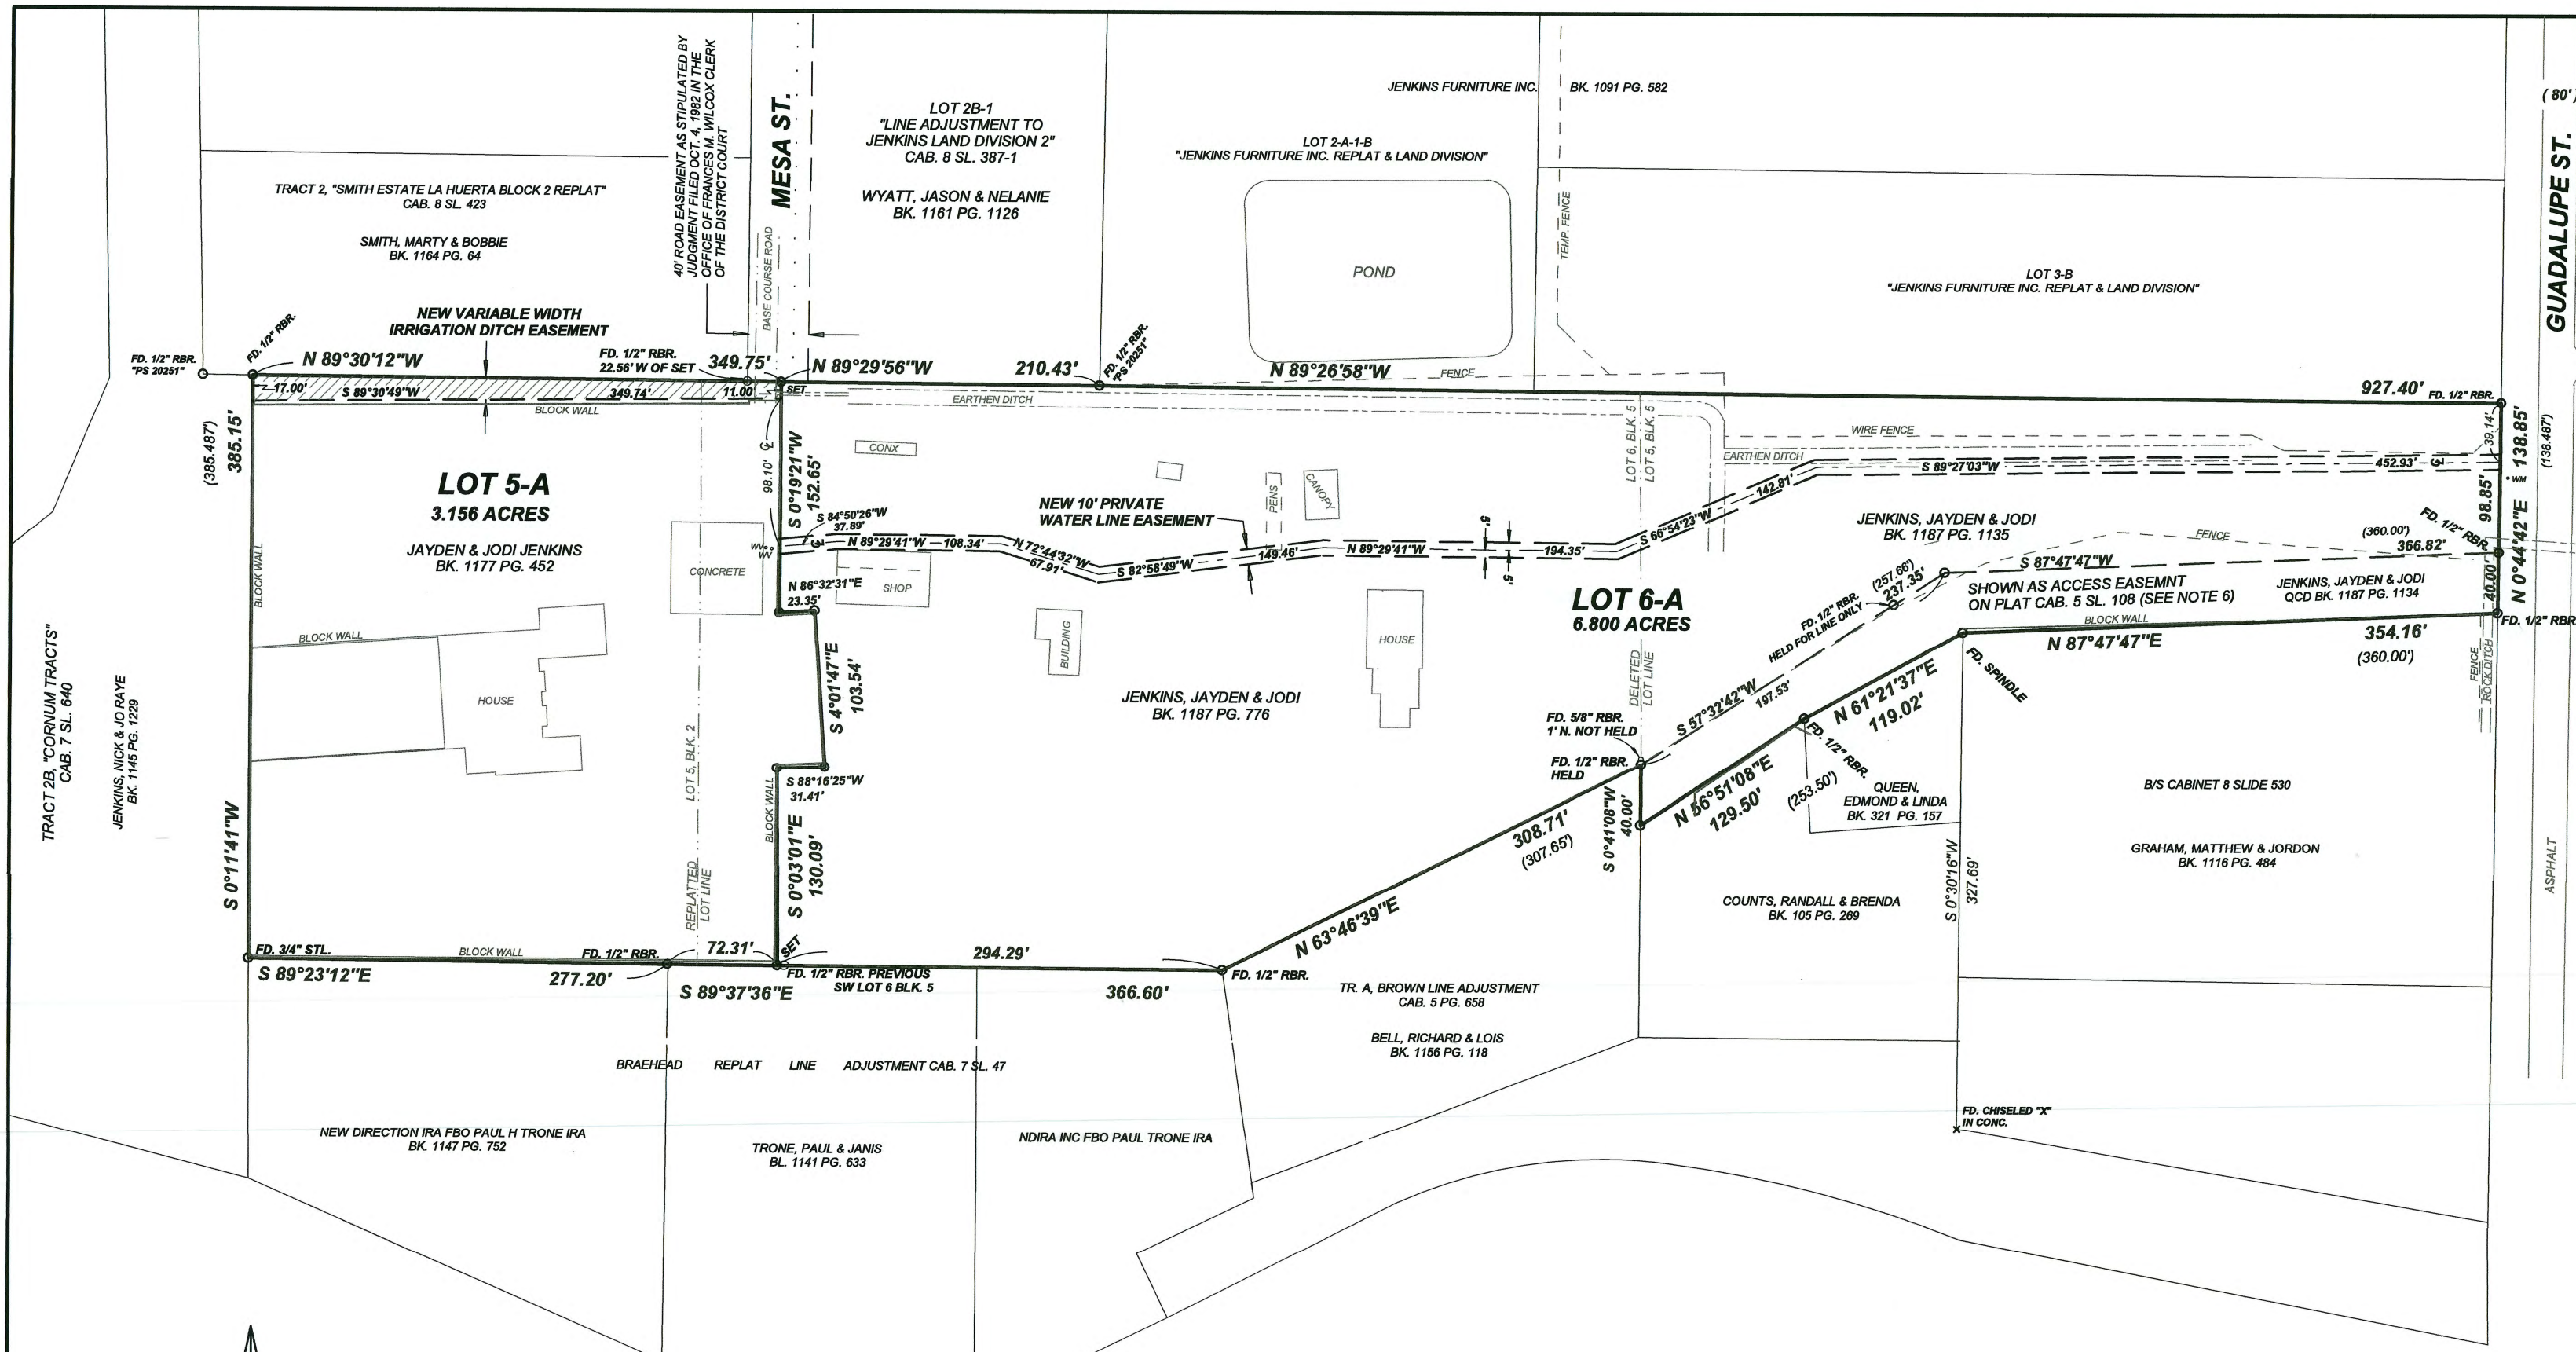 ( 80'
GUADALUPE ST.
JENKINS FURNITURE INC.
BK. 1091 PG. 582
40' ROAD EASEMENT AS STIPULATED BY
JUDGMENT FILED OCT. 4, 1982 IN THE
OFFICE OF FRANCES M. WILCOX CLERK
OF THE DISTRICT COURT
MESA ST.
BASE COURSE ROAD
LOT 2B-1
"LINE ADJUSTMENT TO
JENKINS LAND DIVISION 2"
CAB. 8 SL. 387-1
WYATT, JASON & NELANIE
BK. 1161 PG. 1126
LOT 2-A-1-B
"JENKINS FURNITURE INC. REPLAT & LAND DIVISION"
POND
TEMP. FENCE
LOT 3-B
"JENKINS FURNITURE INC. REPLAT & LAND DIVISION"
TRACT 2, "SMITH ESTATE LA HUERTA BLOCK 2 REPLAT"
CAB. 8 SL. 423
SMITH, MARTY & BOBBIE
BK. 1164 PG. 64
NEW VARIABLE WIDTH
IRRIGATION DITCH EASEMENT
FD. 1/2" RBR.
"PS 20251"
FD. 1/2" RBR.
N 89°30'12"W
FD. 1/2" RBR.
22.56' W OF SET
349.75'
N 89°29'56"W
210.43'
FD. 1/2" RBR.
"PS 20251"
N 89°26'58"W
FENCE
927.40'
FD. 1/2" RBR.
17.00'
S 89°30'49"W
349.74'
11.00'
SET
BLOCK WALL
EARTHEN DITCH
LOT 6, BLK. 5
LOT 5, BLK. 5
WIRE FENCE
EARTHEN DITCH
39.14'
138.85'
(138.487')
385.15'
(385.487')
LOT 5-A
3.156 ACRES
JAYDEN & JODI JENKINS
BK. 1177 PG. 452
98.10'
S 0°19'21"W
152.65'
CONX
PENS
CANOPY
NEW 10' PRIVATE
WATER LINE EASEMENT
S 84°50'26"W
37.89'
N 89°29'41"W
108.34'
N 72°44'32"W
67.91'
S 82°58'49"W
149.46'
N 89°29'41"W
5'
5'
194.35'
S 66°54'23"W
142.81'
S 89°27'03"W
452.93'
WM
98.85'
N 0°44'42"E
JENKINS, JAYDEN & JODI
BK. 1187 PG. 1135
FENCE
(360.00')
366.82'
FD. 1/2" RBR.
WV
WV
CONCRETE
SHOP
N 86°32'31"E
23.35'
BLOCK WALL
BLOCK WALL
HOUSE
BUILDING
HOUSE
LOT 6-A
6.800 ACRES
(257.66')
237.35'
FD. 1/2" RBR.
HELD FOR LINE ONLY
S 87°47'47"W
SHOWN AS ACCESS EASEMNT
ON PLAT CAB. 5 SL. 108 (SEE NOTE 6)
JENKINS, JAYDEN & JODI
QCD BK. 1187 PG. 1134
40.00'
BLOCK WALL
FD. 1/2" RBR
N 87°47'47"E
354.16'
(360.00')
FENCE
ROCK DITCH
FD. SPINDLE
DELETED
LOT LINE
S 57°32'42"W
197.53'
N 61°21'37"E
119.02'
FD. 1/2" RBR.
S 4°01'47"E
103.54'
JENKINS, JAYDEN & JODI
BK. 1187 PG. 776
FD. 5/8" RBR.
1' N. NOT HELD
FD. 1/2" RBR.
HELD
S 0°41'08"W
40.00'
N 56°51'08"E
129.50'
(253.50')
QUEEN,
EDMOND & LINDA
BK. 321 PG. 157
B/S CABINET 8 SLIDE 530
GRAHAM, MATTHEW & JORDON
BK. 1116 PG. 484
ASPHALT
TRACT 2B, "CORNUM TRACTS"
CAB. 7 SL. 640
JENKINS, NICK & JO RAYE
BK. 1145 PG. 1229
S 0°11'41"W
LOT 5, BLK. 2
REPLATTED
LOT LINE
S 88°16'25"W
31.41'
BLOCK WALL
S 0°03'01"E
130.09'
308.71'
(307.65')
N 63°46'39"E
COUNTS, RANDALL & BRENDA
BK. 105 PG. 269
S 0°30'16"W
327.69'
FD. 3/4" STL.
BLOCK WALL
FD. 1/2" RBR.
72.31'
SET
294.29'
S 89°23'12"E
277.20'
FD. 1/2" RBR. PREVIOUS
SW LOT 6 BLK. 5
FD. 1/2" RBR.
S 89°37'36"E
366.60'
TR. A, BROWN LINE ADJUSTMENT
CAB. 5 PG. 658
BELL, RICHARD & LOIS
BK. 1156 PG. 118
BRAEHEAD REPLAT LINE ADJUSTMENT CAB. 7 SL. 47
FD. CHISELED "X"
IN CONC.
NEW DIRECTION IRA FBO PAUL H TRONE IRA
BK. 1147 PG. 752
TRONE, PAUL & JANIS
BL. 1141 PG. 633
NDIRA INC FBO PAUL TRONE IRA